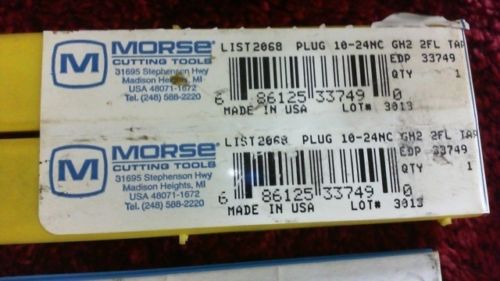 MORSE®
CUTTING TOOLS
31695 Stephenson Hwy
Madison Heights, MI
USA 48071-1672
Tel. (248) 588-2220
M
LIST2068 PLUG 10-24NC GH2 2FL TAP
EDP 33749
QTY 1
6 86125 33749 0
MADE IN USA LOT# 3013
MORSE®
CUTTING TOOLS
31695 Stephenson Hwy
Madison Heights, MI
USA 48071-1672
Tel. (248) 588-2220
M
LIST2068 PLUG 10-24NC GH2 2FL TAP
EDP 33749
QTY 1
6 86125 33749 0
MADE IN USA LOT# 3013